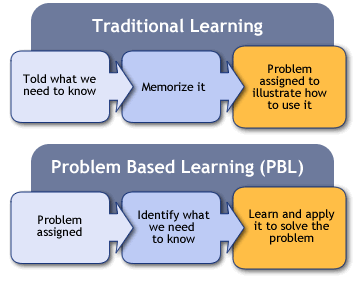 Traditional Learning
Told what we
need to know
Memorize it
Problem
assigned to
illustrate how
to use it
Problem Based Learning (PBL)
Problem
assigned
Identify what
we need
to know
Learn and apply
it to solve the
problem